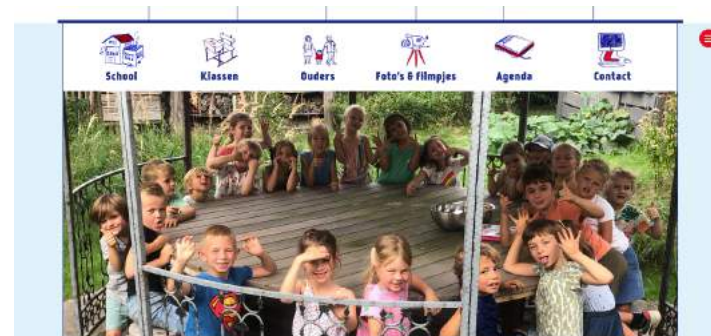 School
Klassen
Ouders
Foto's & Filmpjes
Agenda
Contact